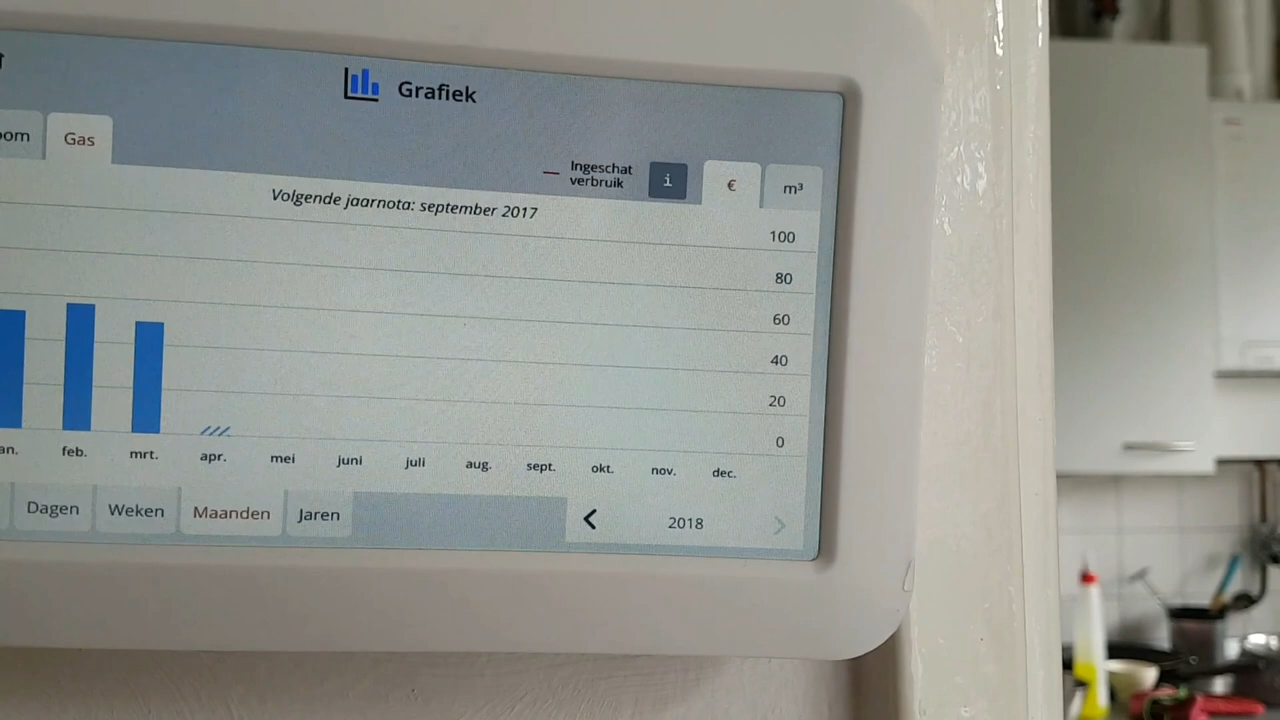 Grafiek
oom
Gas
Ingeschat
verbruik
i
€
m³
Volgende jaarnota: september 2017
100
80
60
40
20
0
an.
feb.
mrt.
apr.
mei
juni
juli
aug.
sept.
okt.
nov.
dec.
Dagen
Weken
Maanden
Jaren
2018